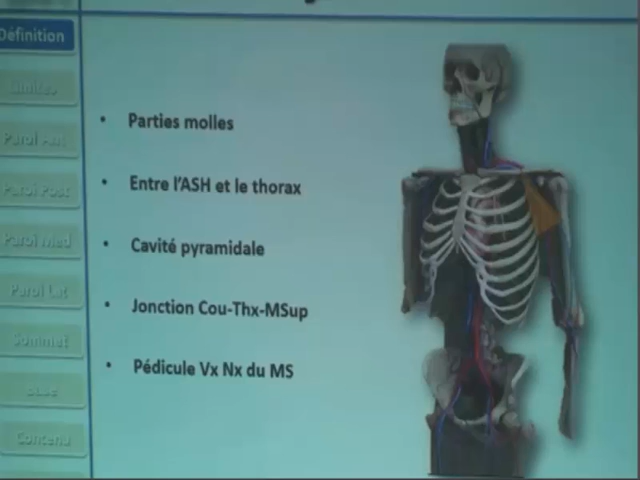 Définition
Limites
Paroi Ant
Paroi Post
Paroi Med
Paroi Lat
Sommet
Contenu
• Parties molles
• Entre l'ASH et le thorax
• Cavité pyramidale
• Jonction Cou-Thx-MSup
• Pédicule Vx Nx du MS